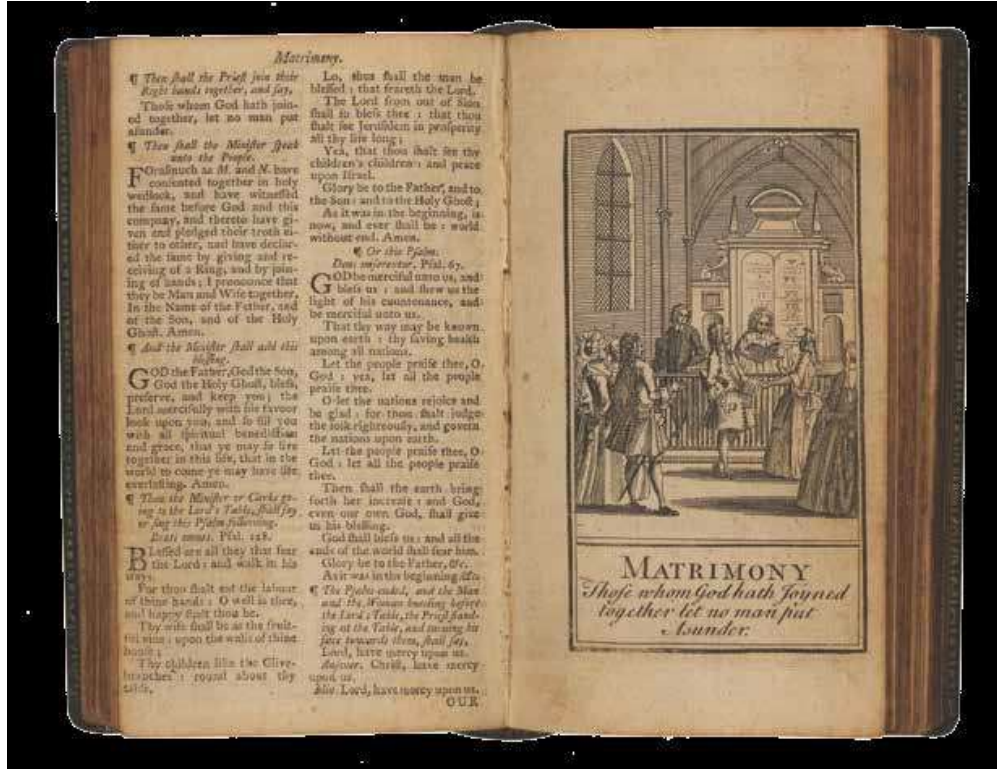 Matrimony.
¶ Then ſhall the Prieſt join their
Right hands together, and ſay,
Thoſe whom God hath join-
ed together, let no man put
aſunder.
¶ Then ſhall the Miniſter ſpeak
unto the People.
FOraſmuch as M. and N. have
conſented together in holy
wedlock, and have witneſſed
the ſame before God and this
company, and thereto have gi-
ven and pledged their troth ei-
ther to other, and have declar-
ed the ſame by giving and re-
ceiving of a Ring, and by join-
ing of hands; I pronounce that
they be Man and Wife together,
In the Name of the Father, and
of the Son, and of the Holy
Ghoſt. Amen.
¶ And the Miniſter ſhall add this
bleſſing.
GOD the Father, God the Son,
God the Holy Ghoſt, bleſs,
preſerve, and keep you; the
Lord mercifully with his favour
look upon you, and ſo fill you
with all ſpiritual benediction
and grace, that ye may ſo live
together in this life, that in the
world to come ye may have life
everlaſting. Amen.
¶ Then the Miniſter or Clerks go-
ing to the Lord's Table, ſhall ſay
or ſing this Pſalm following.
Beati omnes. Pſal. 128.
BLeſſed are all they that fear
the Lord: and walk in his
ways.
For thou ſhalt eat the labour
of thine hands: O well is thee,
and happy ſhalt thou be.
Thy wife ſhall be as the fruit-
ful vine: upon the walls of thine
houſe;
Thy children like the Olive-
branches: round about thy
table.
Lo, thus ſhall the man be
bleſſed: that feareth the Lord.
The Lord from out of Sion
ſhall ſo bleſs thee: that thou
ſhalt ſee Jeruſalem in proſperity
all thy life long;
Yea, that thou ſhalt ſee thy
children's children: and peace
upon Iſrael.
Glory be to the Father, and to
the Son: and to the Holy Ghoſt;
As it was in the beginning, is
now, and ever ſhall be: world
without end. Amen.
¶ Or this Pſalm.
Deus miſereatur. Pſal. 67.
GOD be merciful unto us, and
bleſs us: and ſhew us the
light of his countenance, and
be merciful unto us.
That thy way may be known
upon earth: thy ſaving health
among all nations.
Let the people praiſe thee, O
God: yea, let all the people
praiſe thee.
O let the nations rejoice and
be glad: for thou ſhalt judge
the folk righteouſly, and govern
the nations upon earth.
Let the people praiſe thee, O
God: let all the people praiſe
thee.
Then ſhall the earth bring
forth her increaſe: and God,
even our own God, ſhall give
us his bleſſing.
God ſhall bleſs us: and all the
ends of the world ſhall fear him.
Glory be to the Father, &c.
As it was in the beginning &c.
¶ The Pſalm ended, and the Man
and the Woman kneeling before
the Lord's Table, the Prieſt ſtand-
ing at the Table, and turning his
face towards them, ſhall ſay,
Lord, have mercy upon us.
Anſwer. Chriſt, have mercy
upon us.
Lord, have mercy upon us.
OUR
MATRIMONY
Thoſe whom God hath Joyned
together let no man put
Aſunder.